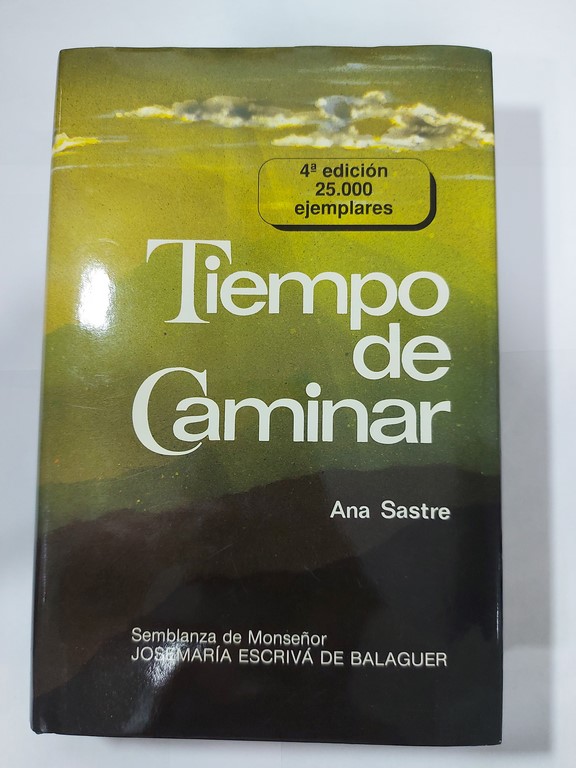 4ª edición
25.000
ejemplares
Tiempo
de
Caminar
Ana Sastre
Semblanza de Monseñor
JOSEMARÍA ESCRIVÁ DE BALAGUER